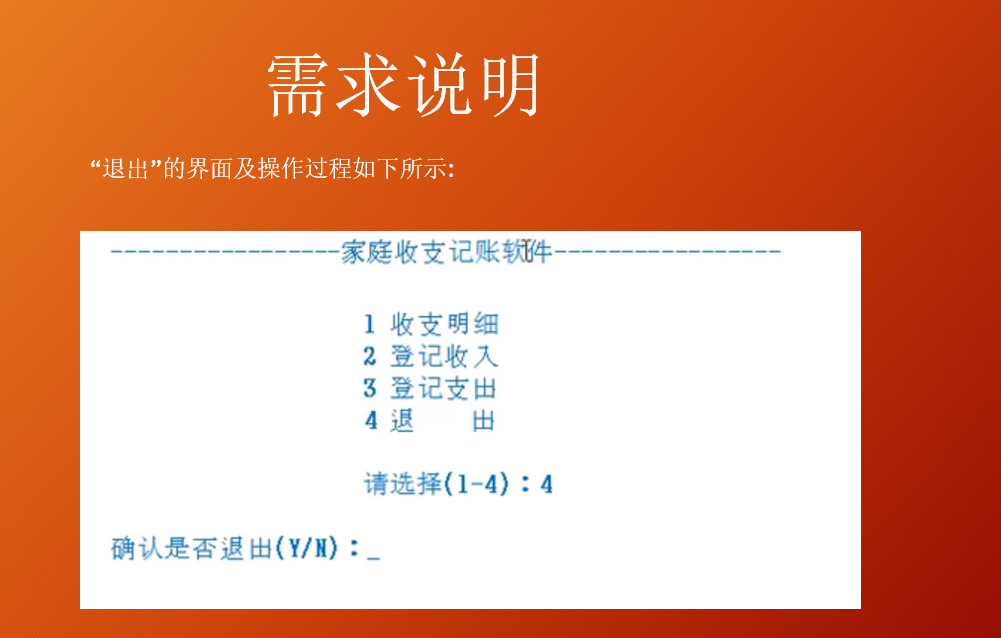 需求说明
“退出”的界面及操作过程如下所示:
-----------------家庭收支记账软件-----------------
1 收支明细
2 登记收入
3 登记支出
4 退　　出
请选择(1-4)：4
确认是否退出(Y/N)：_